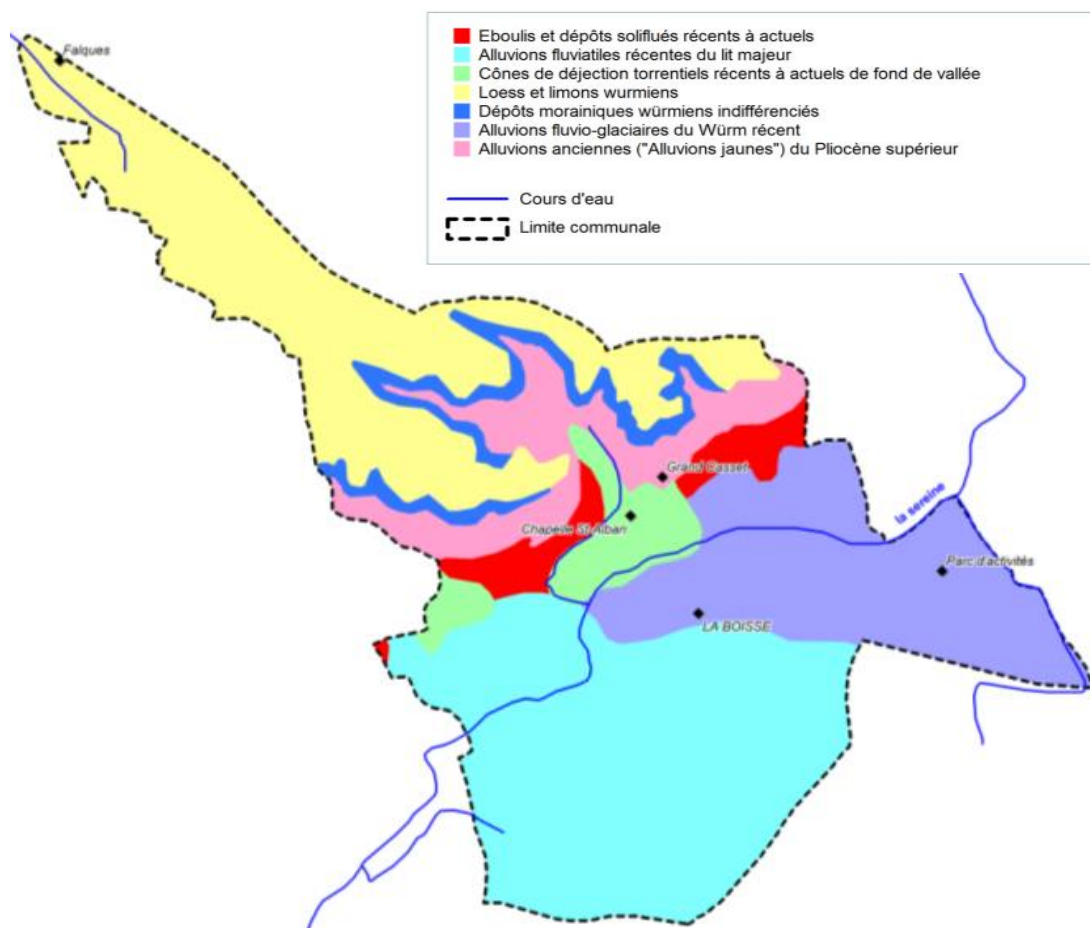 Eboulis et dépôts soliflués récents à actuels
Alluvions fluviatiles récentes du lit majeur
Cônes de déjection torrentiels récents à actuels de fond de vallée
Loess et limons wurmiens
Dépôts morainiques würmiens indifférenciés
Alluvions fluvio-glaciaires du Würm récent
Alluvions anciennes ("Alluvions jaunes") du Pliocène supérieur
Cours d'eau
Limite communale
Falques
Grand Casset
la sereine
Chapelle St Alban
Parc d'activités
LA BOISSE